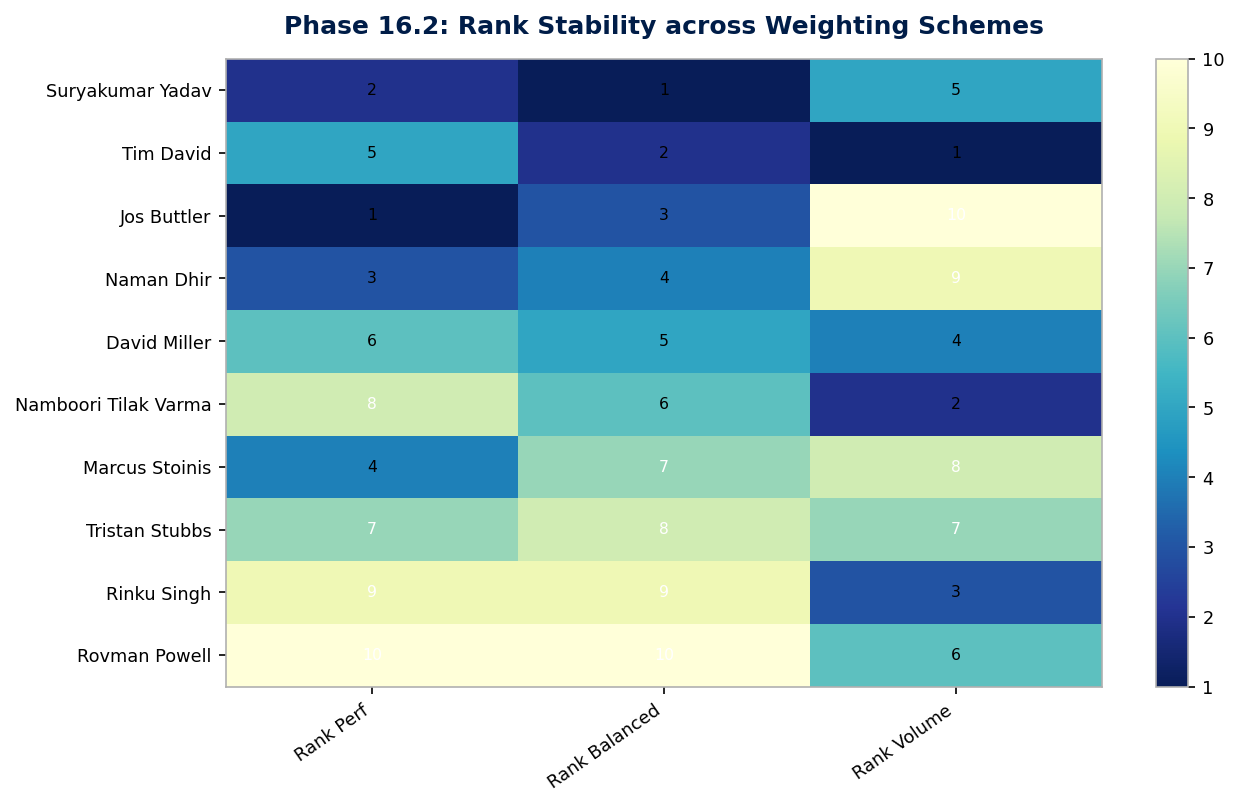 Phase 16.2: Rank Stability across Weighting Schemes
Suryakumar Yadav 2 1 5
Tim David 5 2 1
Jos Buttler 1 3 10
Naman Dhir 3 4 9
David Miller 6 5 4
Namboori Tilak Varma 8 6 2
Marcus Stoinis 4 7 8
Tristan Stubbs 7 8 7
Rinku Singh 9 9 3
Rovman Powell 10 10 6
Rank Perf
Rank Balanced
Rank Volume
10
9
8
7
6
5
4
3
2
1